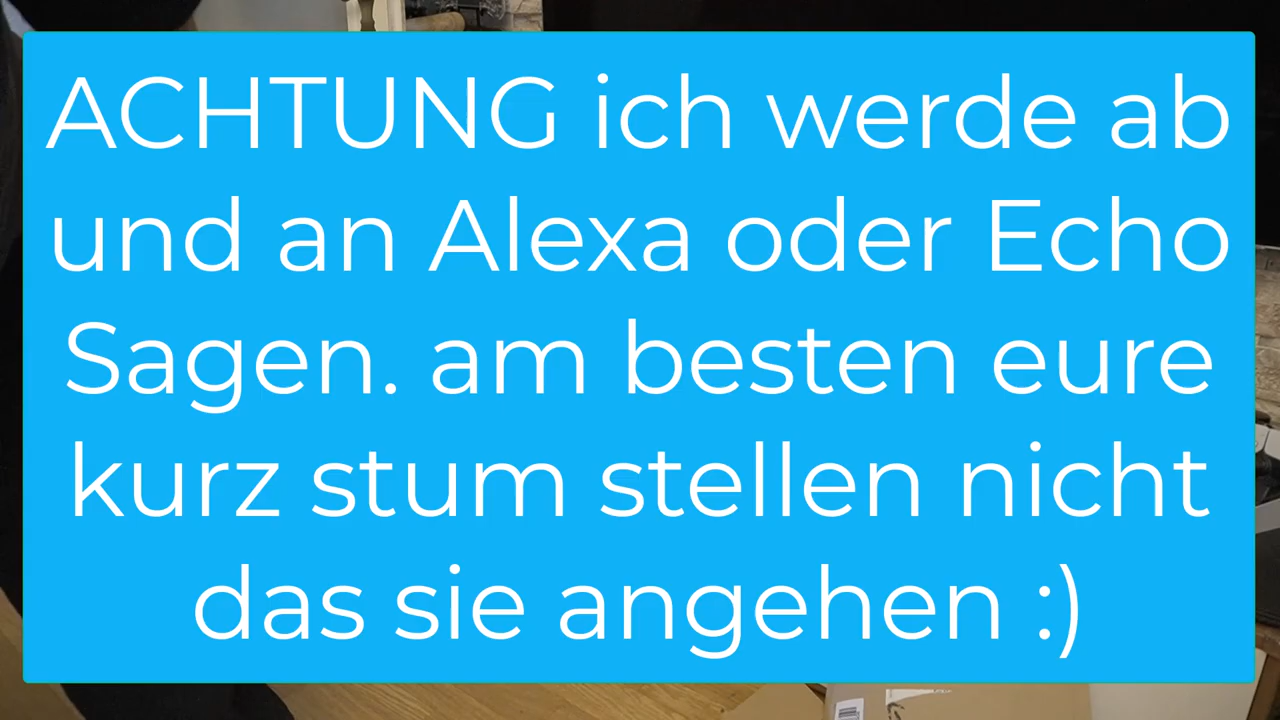 ACHTUNG ich werde ab
und an Alexa oder Echo
Sagen. am besten eure
kurz stum stellen nicht
das sie angehen :)